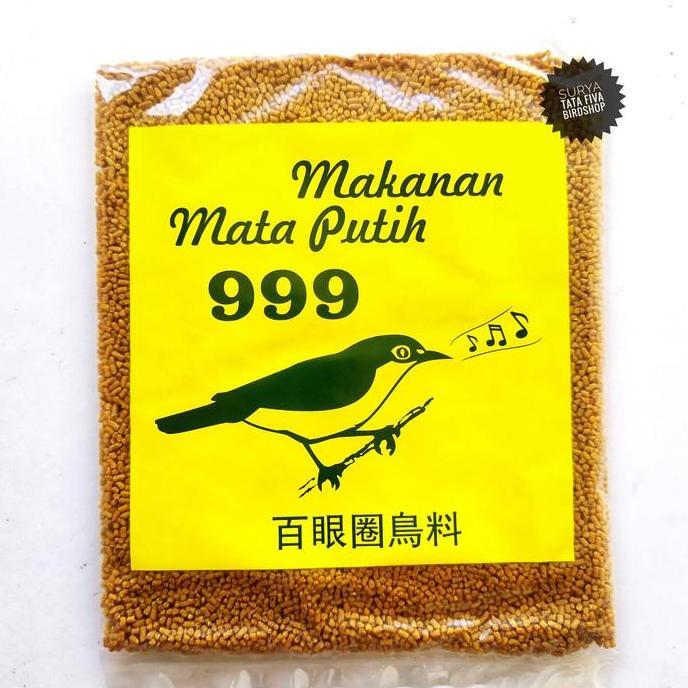 SURYA
TATA FIVA
BIRDSHOP
Makanan
Mata Putih
999
百眼圈鳥料